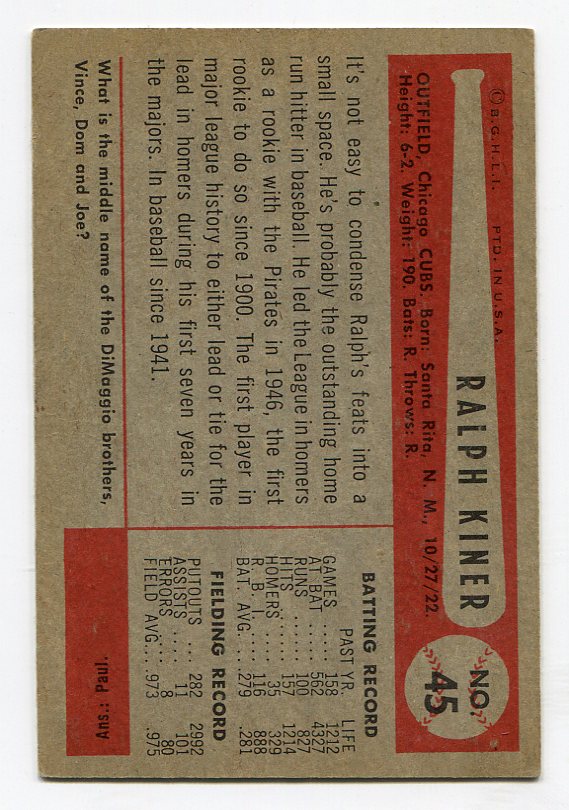 © B.G.H.L.I. PTD. IN U.S.A.
RALPH KINER
NO. 45
OUTFIELD, Chicago CUBS. Born: Santa Rita, N. M., 10/27/22.
Height: 6-2. Weight: 190. Bats: R. Throws: R.
It's not easy to condense Ralph's feats into a
small space. He's probably the outstanding home
run hitter in baseball. He led the League in homers
as a rookie with the Pirates in 1946, the first
rookie to do so since 1900. The first player in
major league history to either lead or tie for the
lead in homers during his first seven years in
the majors. In baseball since 1941.
What is the middle name of the DiMaggio brothers,
Vince, Dom and Joe?
BATTING RECORD
PAST YR. LIFE
GAMES ..... 158 1212
AT BAT ..... 562 4327
RUNS ..... 100 827
HITS ..... 157 1214
HOMERS .... 35 329
R. B. I. ..... 116 888
BAT. AVG. .. .279 .281
FIELDING RECORD
PUTOUTS .. 282 2992
ASSISTS .... 11 101
ERRORS .... 8 80
FIELD AVG... .973 .975
Ans.: Paul.